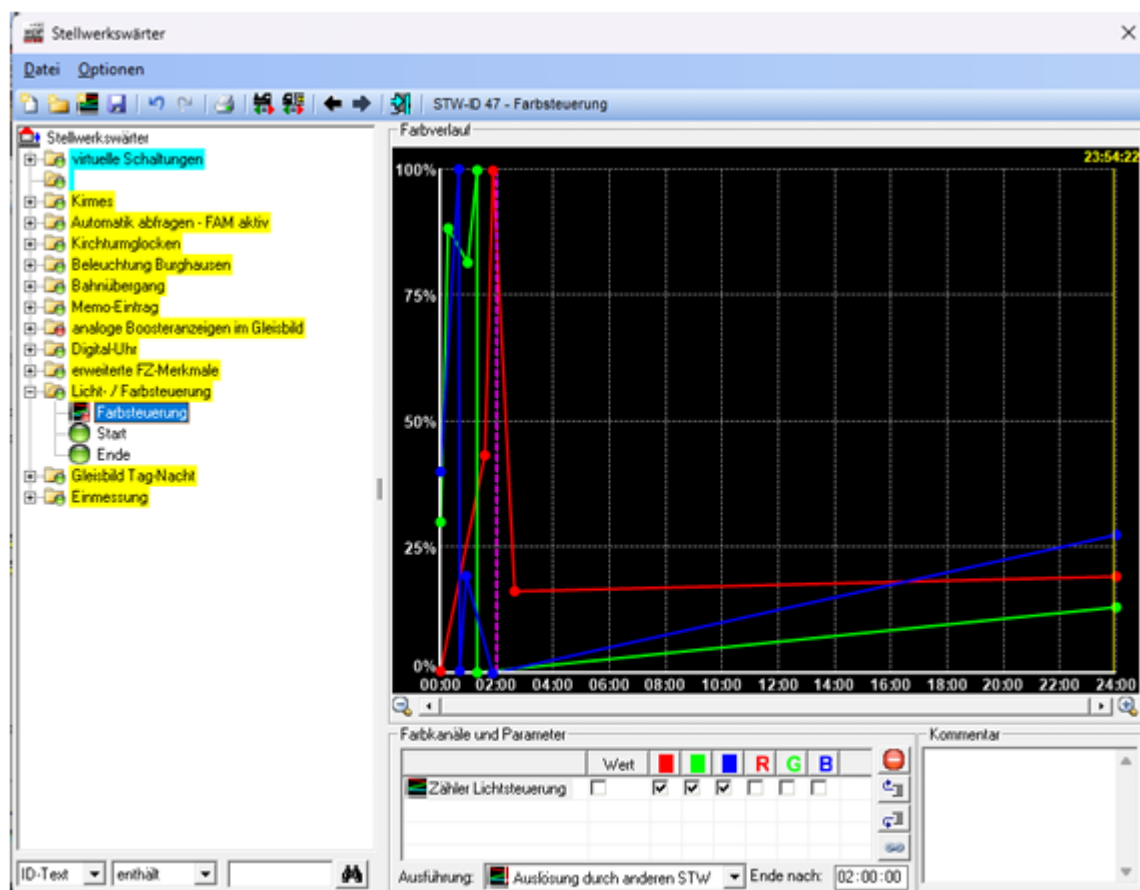 Stellwerkswärter
Datei Optionen
STW-ID 47 - Farbsteuerung
Stellwerkswärter
virtuelle Schaltungen
Kirmes
Automatik abfragen - FAM aktiv
Kirchturmglocken
Beleuchtung Burghausen
Bahnübergang
Memo-Eintrag
analoge Boosteranzeigen im Gleisbild
Digital-Uhr
erweiterte FZ-Merkmale
Licht- / Farbsteuerung
Farbsteuerung
Start
Ende
Gleisbild Tag-Nacht
Einmessung
ID-Text enthält
Farbverlauf
23:54:22
100%
75%
50%
25%
0%
00:00 02:00 04:00 06:00 08:00 10:00 12:00 14:00 16:00 18:00 20:00 22:00 24:00
Farbkanäle und Parameter
Wert R G B
Zähler Lichtsteuerung
Ausführung: Auslösung durch anderen STW Ende nach: 02:00:00
Kommentar